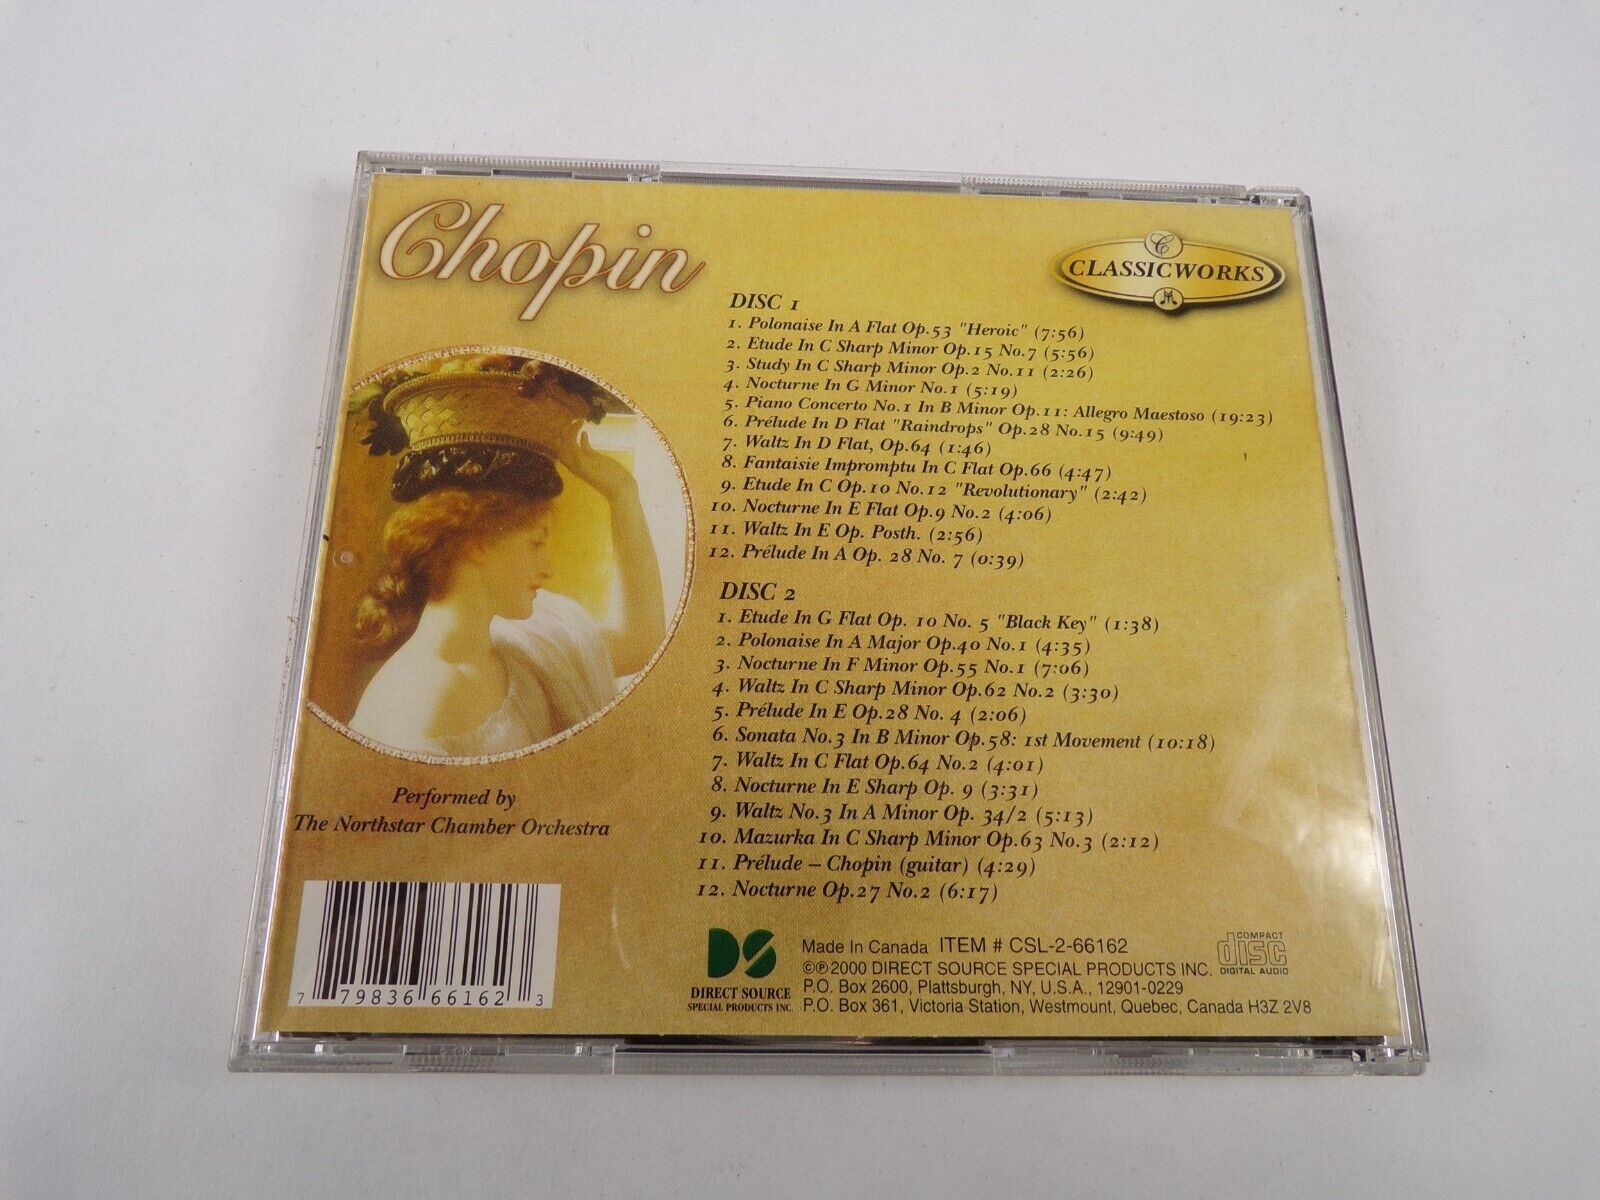 Chopin
C
CLASSICWORKS
DISC 1
1. Polonaise In A Flat Op.53 "Heroic" (7:56)
2. Etude In C Sharp Minor Op.15 No.7 (5:56)
3. Study In C Sharp Minor Op.2 No.11 (2:26)
4. Nocturne In G Minor No.1 (5:19)
5. Piano Concerto No.1 In B Minor Op.11: Allegro Maestoso (19:23)
6. Prélude In D Flat "Raindrops" Op.28 No.15 (9:49)
7. Waltz In D Flat, Op.64 (1:46)
8. Fantaisie Impromptu In C Flat Op.66 (4:47)
9. Etude In C Op.10 No.12 "Revolutionary" (2:42)
10. Nocturne In E Flat Op.9 No.2 (4:06)
11. Waltz In E Op. Posth. (2:56)
12. Prélude In A Op. 28 No. 7 (0:39)
DISC 2
1. Etude In G Flat Op. 10 No. 5 "Black Key" (1:38)
2. Polonaise In A Major Op.40 No.1 (4:35)
3. Nocturne In F Minor Op.55 No.1 (7:06)
4. Waltz In C Sharp Minor Op.62 No.2 (3:30)
5. Prélude In E Op.28 No. 4 (2:06)
6. Sonata No.3 In B Minor Op.58: 1st Movement (10:18)
7. Waltz In C Flat Op.64 No.2 (4:01)
8. Nocturne In E Sharp Op. 9 (3:31)
9. Waltz No.3 In A Minor Op. 34/2 (5:13)
10. Mazurka In C Sharp Minor Op.63 No.3 (2:12)
11. Prélude – Chopin (guitar) (4:29)
12. Nocturne Op.27 No.2 (6:17)
Performed by
The Northstar Chamber Orchestra
7 79836 66162 3
DS
DIRECT SOURCE
SPECIAL PRODUCTS INC.
Made In Canada ITEM # CSL-2-66162
©℗2000 DIRECT SOURCE SPECIAL PRODUCTS INC.
P.O. Box 2600, Plattsburgh, NY, U.S.A., 12901-0229
P.O. Box 361, Victoria Station, Westmount, Quebec, Canada H3Z 2V8
COMPACT
disc
DIGITAL AUDIO